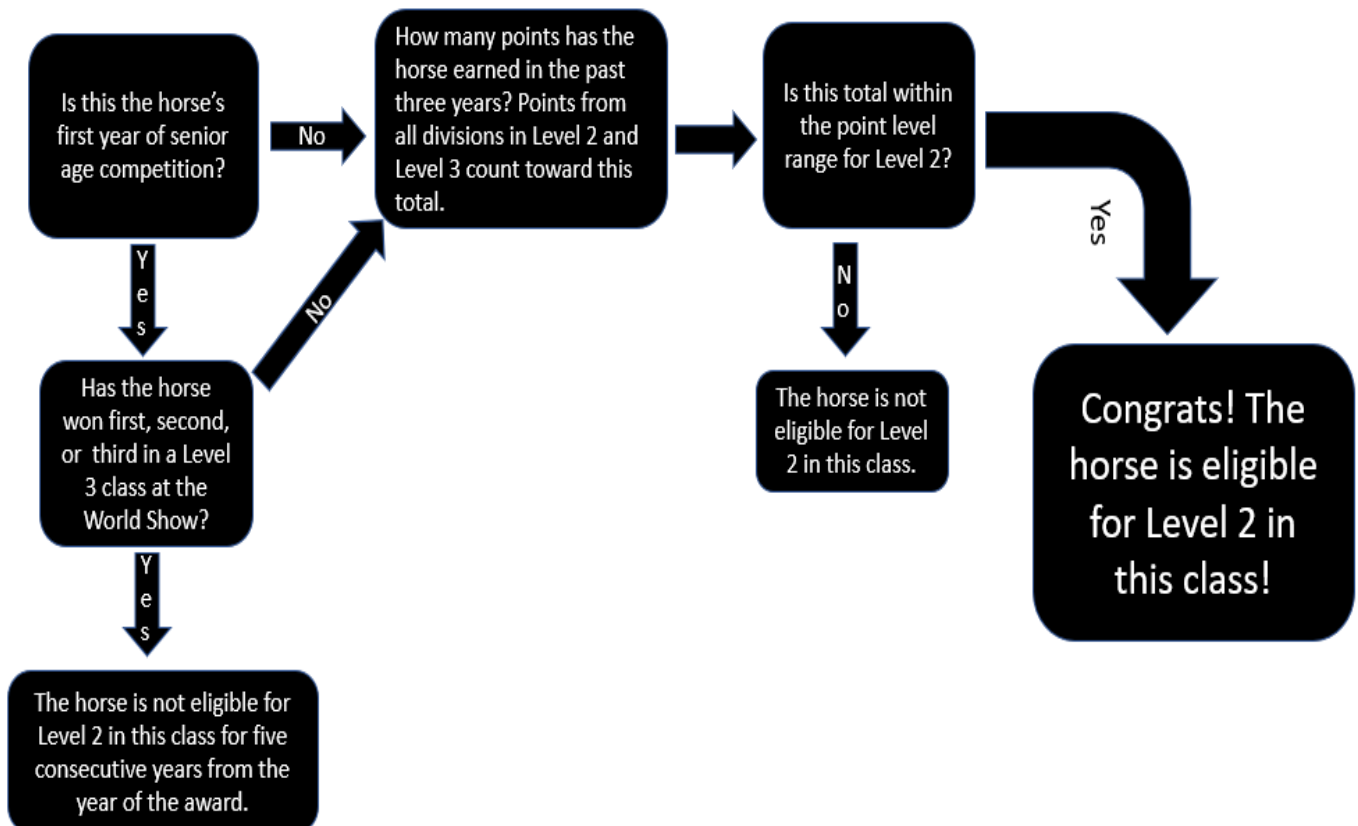 Is this the horse's
first year of senior
age competition?
No
How many points has the
horse earned in the past
three years? Points from
all divisions in Level 2 and
Level 3 count toward this
total.
Is this total within
the point level
range for Level 2?
Yes
Yes
No
No
Has the horse
won first, second,
or third in a Level
3 class at the
World Show?
The horse is not
eligible for Level
2 in this class.
Congrats! The
horse is eligible
for Level 2 in
this class!
Yes
The horse is not eligible for
Level 2 in this class for five
consecutive years from the
year of the award.